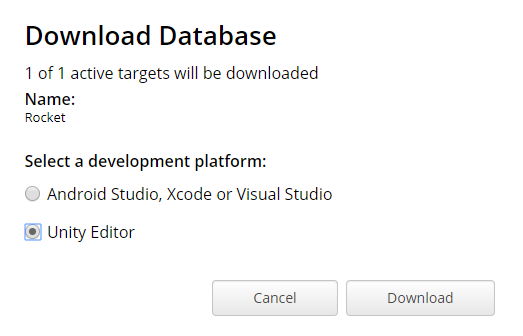 Download Database
1 of 1 active targets will be downloaded
Name:
Rocket
Select a development platform:
Android Studio, Xcode or Visual Studio
Unity Editor
Cancel
Download